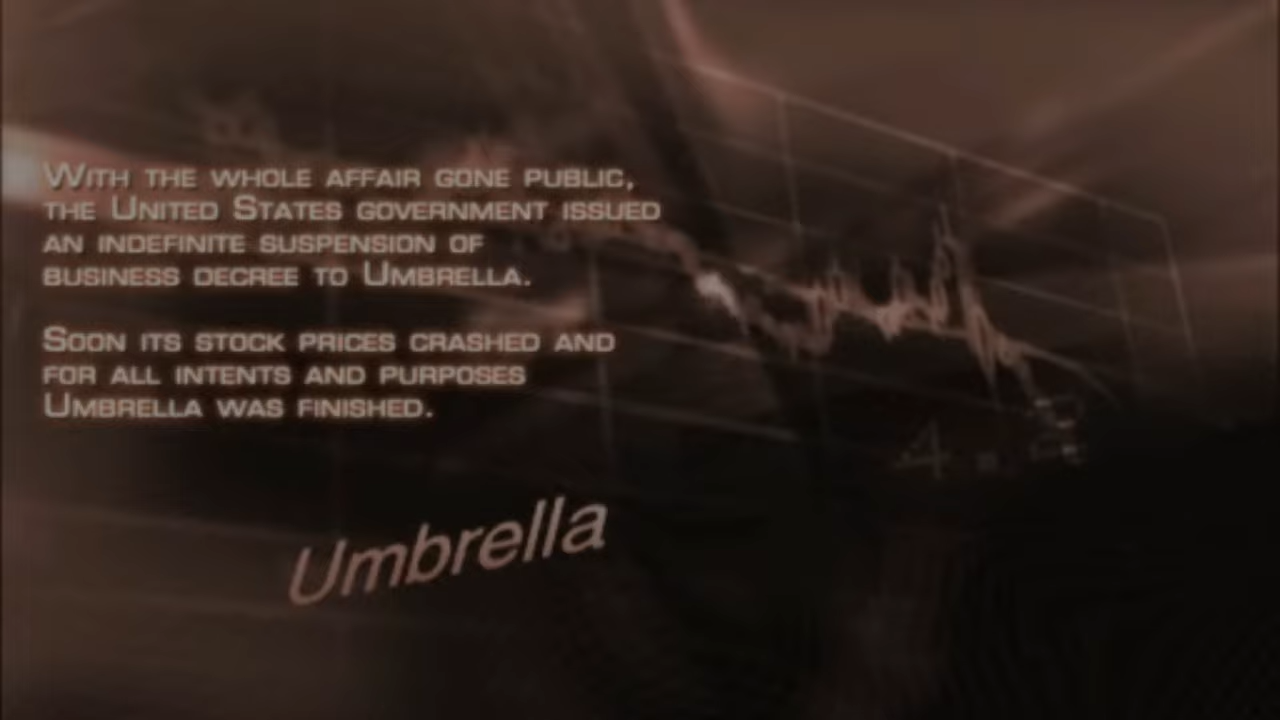 With the whole affair gone public,
the United States government issued
an indefinite suspension of
business decree to Umbrella.
Soon its stock prices crashed and
for all intents and purposes
Umbrella was finished.
Umbrella